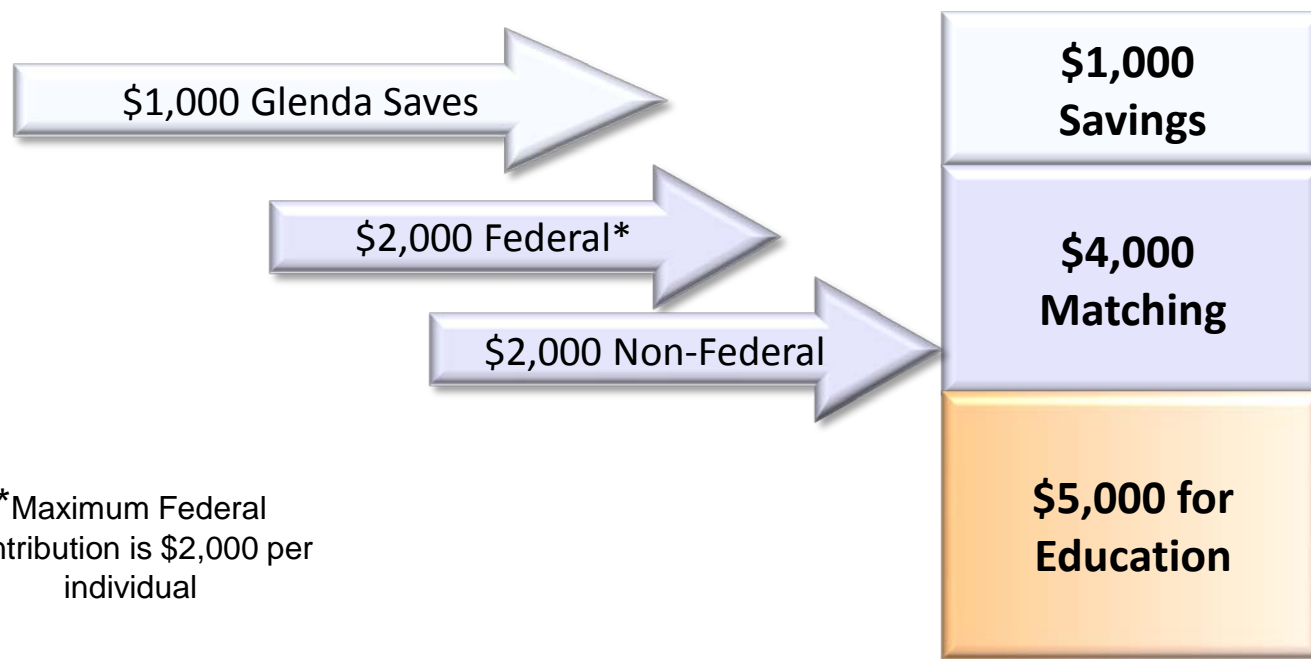 $1,000 Glenda Saves
$2,000 Federal*
$2,000 Non-Federal
$1,000
Savings
$4,000
Matching
$5,000 for
Education
*Maximum Federal
ntribution is $2,000 per
individual